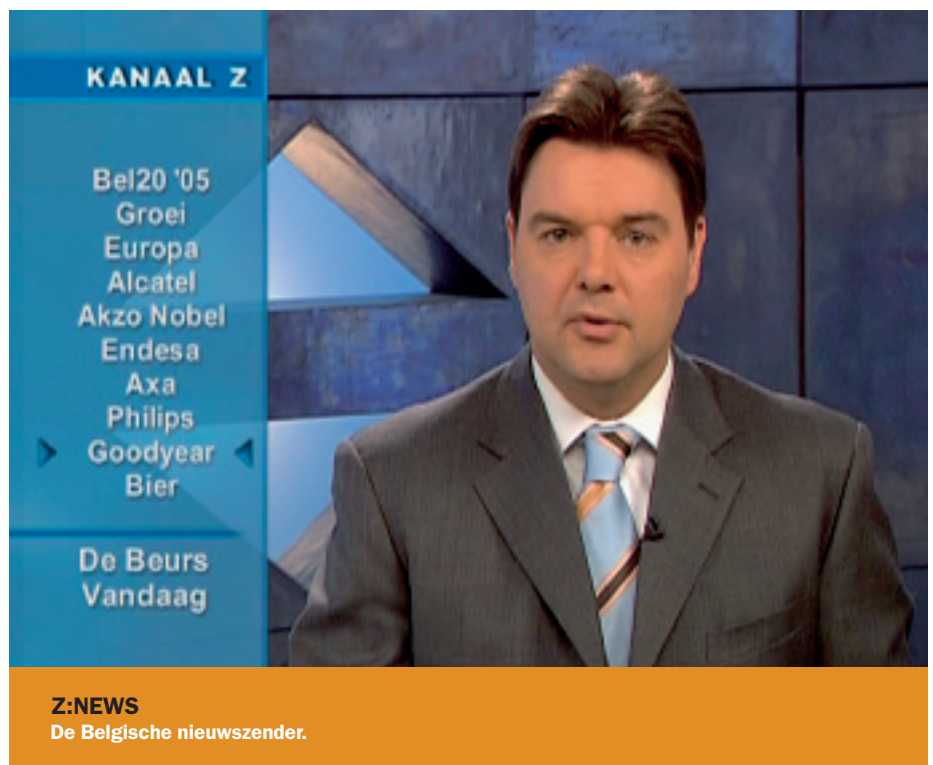 KANAAL Z
Bel20 '05
Groei
Europa
Alcatel
Akzo Nobel
Endesa
Axa
Philips
Goodyear
Bier
De Beurs
Vandaag
Z:NEWS
De Belgische nieuwszender.